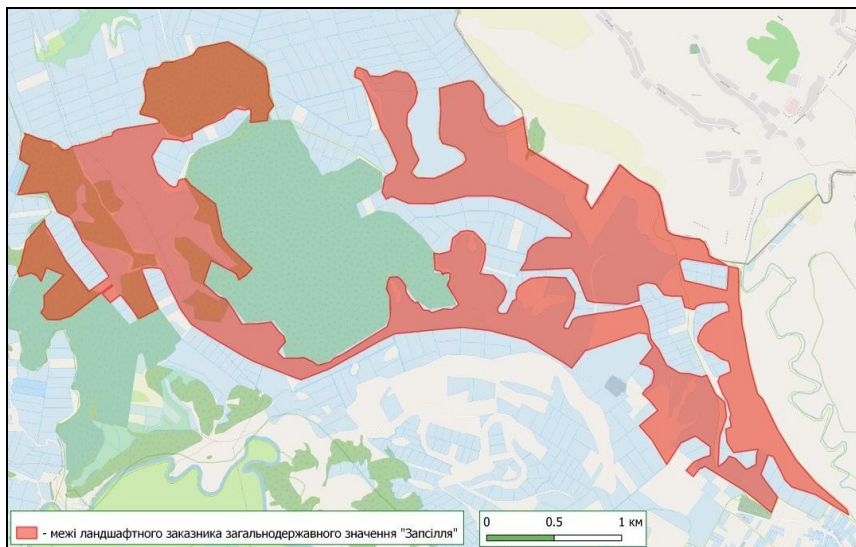 - межі ландшафтного заказника загальнодержавного значення "Запсілля"
0 0.5 1 км